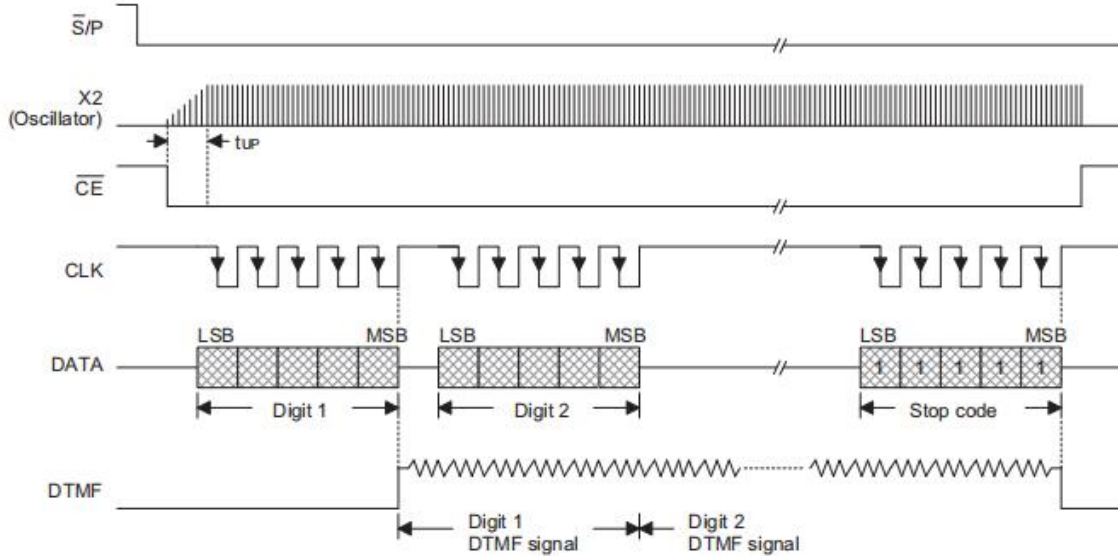 S̅/P
X2
(Oscillator)
tUP
C̅E̅
CLK
LSB MSB LSB MSB LSB MSB
DATA 1 1 1 1 1
Digit 1 Digit 2 Stop code
DTMF
Digit 1 Digit 2
DTMF signal DTMF signal